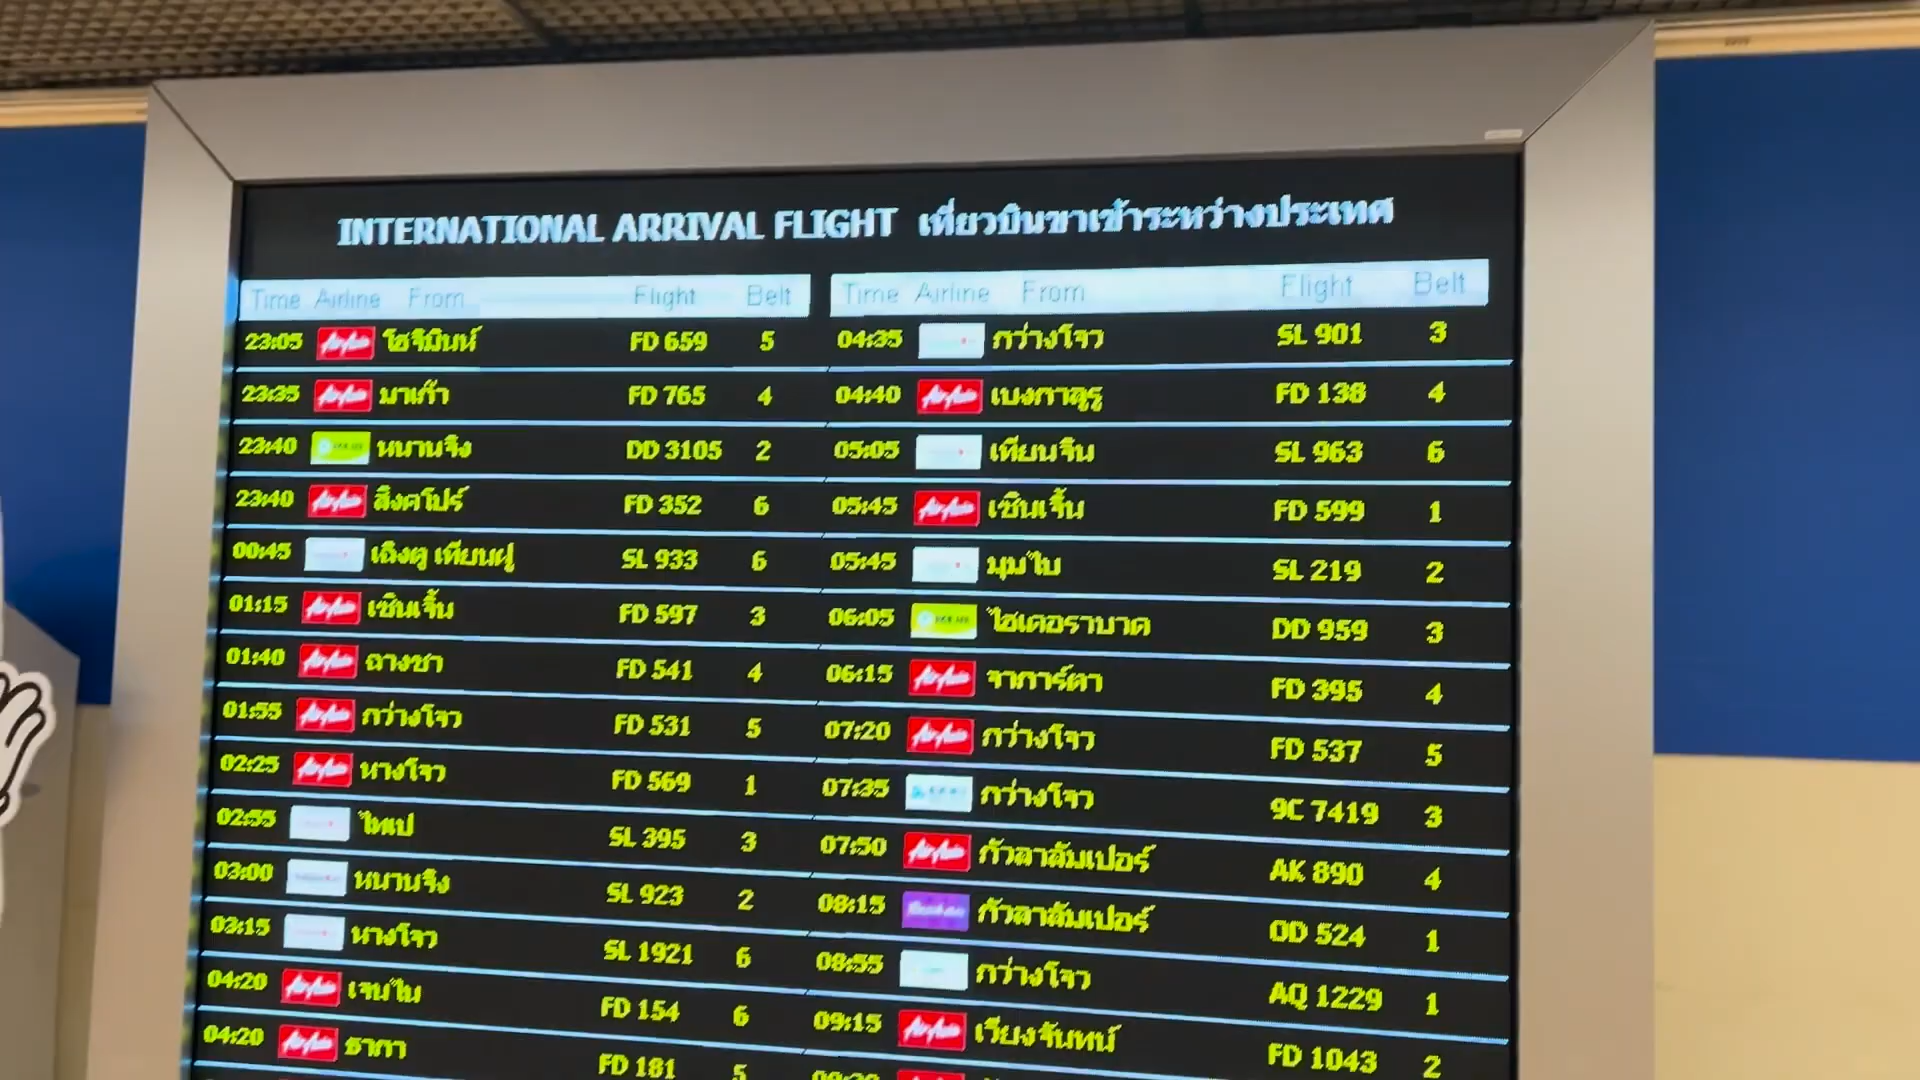 INTERNATIONAL ARRIVAL FLIGHT เที่ยวบินขาเข้าระหว่างประเทศ
Time Airline From Flight Belt
23:05 AirAsia โฮจิมินห์ FD 659 5
23:35 AirAsia มาเก๊า FD 765 4
23:40 หนานจิง DD 3105 2
23:40 AirAsia สิงคโปร์ FD 352 6
00:45 เฉิงตู เทียนฝู SL 933 6
01:15 AirAsia เซินเจิ้น FD 597 3
01:40 AirAsia ฉางชา FD 541 4
01:55 AirAsia กว่างโจว FD 531 5
02:25 AirAsia หางโจว FD 569 1
02:55 ไทเป SL 395 3
03:00 หนานจิง SL 923 2
03:15 หางโจว SL 1921 6
04:20 AirAsia เจนไน FD 154 6
04:20 AirAsia ธากา FD 181 5
Time Airline From Flight Belt
04:35 กว่างโจว SL 901 3
04:40 AirAsia เบงกาลูรู FD 138 4
05:05 เทียนจิน SL 963 6
05:45 AirAsia เซินเจิ้น FD 599 1
05:45 มุมไบ SL 219 2
06:05 ไฮเดอราบาด DD 959 3
06:15 AirAsia จาการ์ตา FD 395 4
07:20 AirAsia กว่างโจว FD 537 5
07:35 กว่างโจว 9C 7419 3
07:50 AirAsia กัวลาลัมเปอร์ AK 890 4
08:15 กัวลาลัมเปอร์ OD 524 1
08:55 กว่างโจว AQ 1229 1
09:15 AirAsia เวียงจันทน์ FD 1043 2